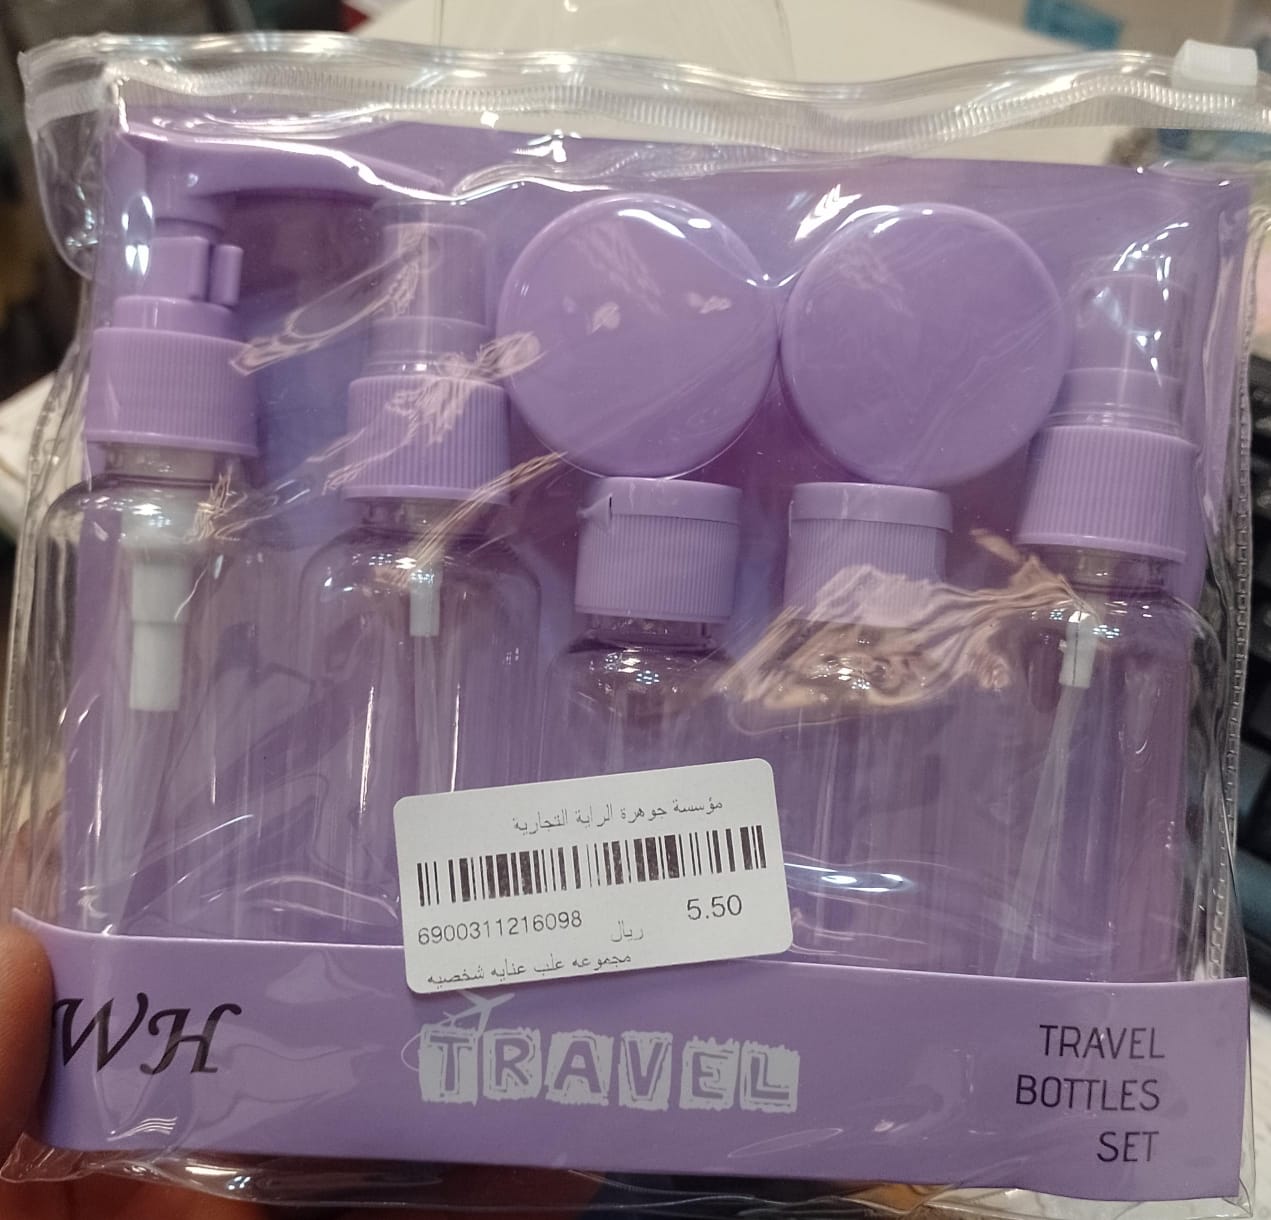 مؤسسة جوهرة الراية التجارية
6900311216098 ريال 5.50
مجموعه علب عنايه شخصيه
WH
TRAVEL
TRAVEL
BOTTLES
SET